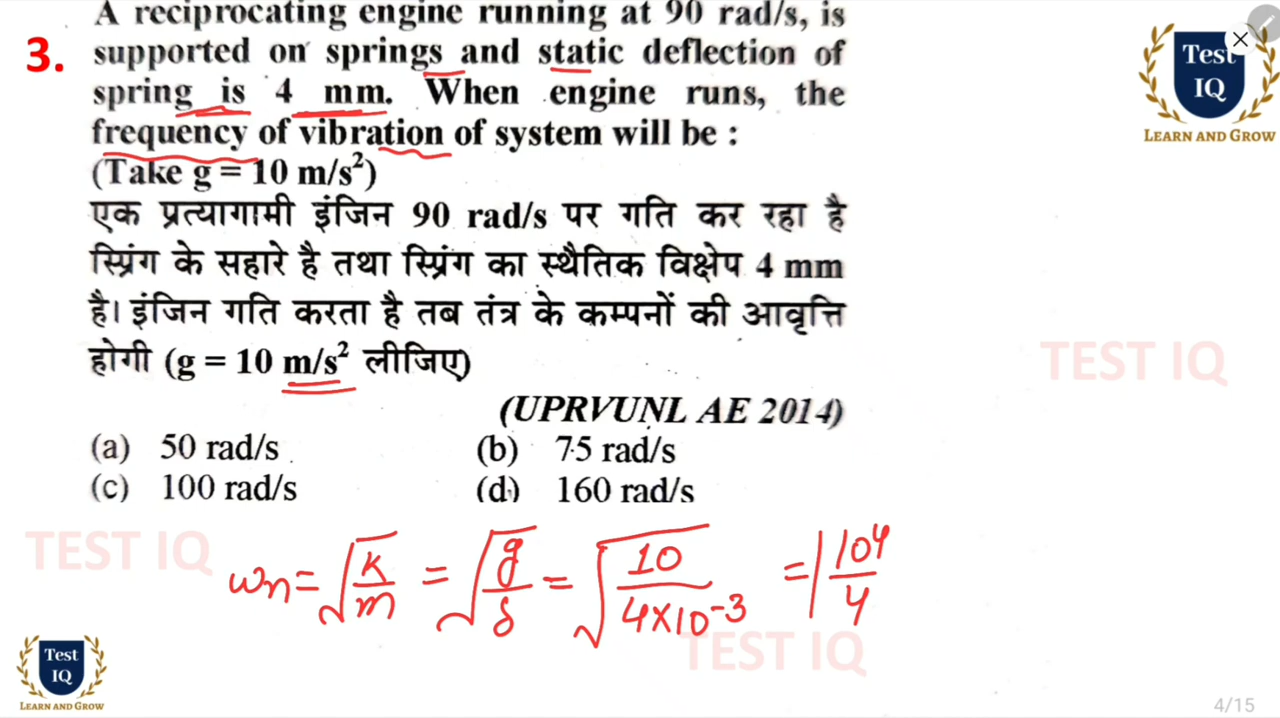 A reciprocating engine running at 90 rad/s, is
3. supported on springs and static deflection of
spring is 4 mm. When engine runs, the
frequency of vibration of system will be :
(Take g = 10 m/s²)
एक प्रत्यागामी इंजिन 90 rad/s पर गति कर रहा है
स्प्रिंग के सहारे है तथा स्प्रिंग का स्थैतिक विक्षेप 4 mm
है। इंजिन गति करता है तब तंत्र के कम्पनों की आवृत्ति
होगी (g = 10 m/s² लीजिए)
(UPRVUNL AE 2014)
(a) 50 rad/s (b) 7.5 rad/s
(c) 100 rad/s (d) 160 rad/s
ωn = √k/m = √g/δ = √10/4×10⁻³ = √10⁴/4
Test IQ
LEARN AND GROW
TEST IQ
TEST IQ
TEST IQ
Test IQ
LEARN AND GROW
4/15